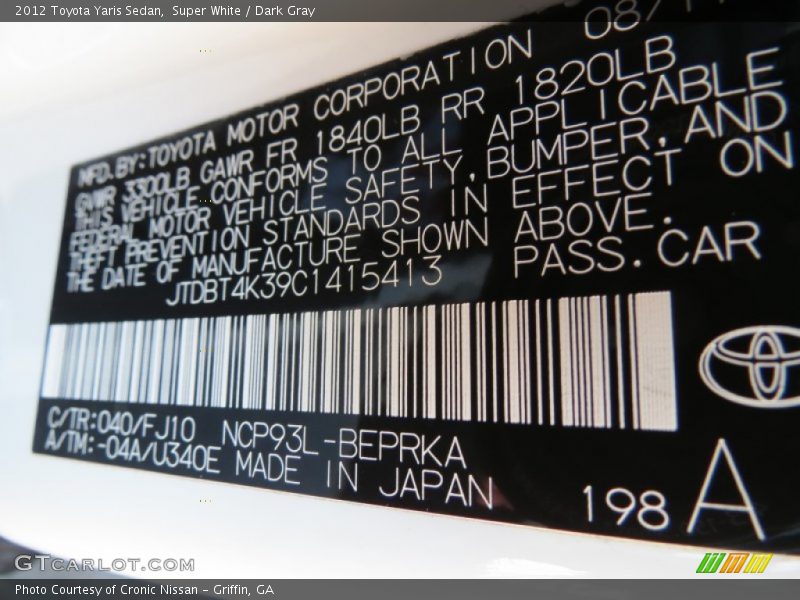 2012 Toyota Yaris Sedan, Super White / Dark Gray
MFD.BY:TOYOTA MOTOR CORPORATION 08/11
GVWR 3300LB GAWR FR 1840LB RR 1820LB
THIS VEHICLE CONFORMS TO ALL APPLICABLE
FEDERAL MOTOR VEHICLE SAFETY,BUMPER,AND
THEFT PREVENTION STANDARDS IN EFFECT ON
THE DATE OF MANUFACTURE SHOWN ABOVE.
JTDBT4K39C1415413 PASS.CAR
C/TR:040/FJ10 NCP93L-BEPRKA
A/TM:-04A/U340E MADE IN JAPAN
198 A
GTCARLOT.COM
Photo Courtesy of Cronic Nissan - Griffin, GA